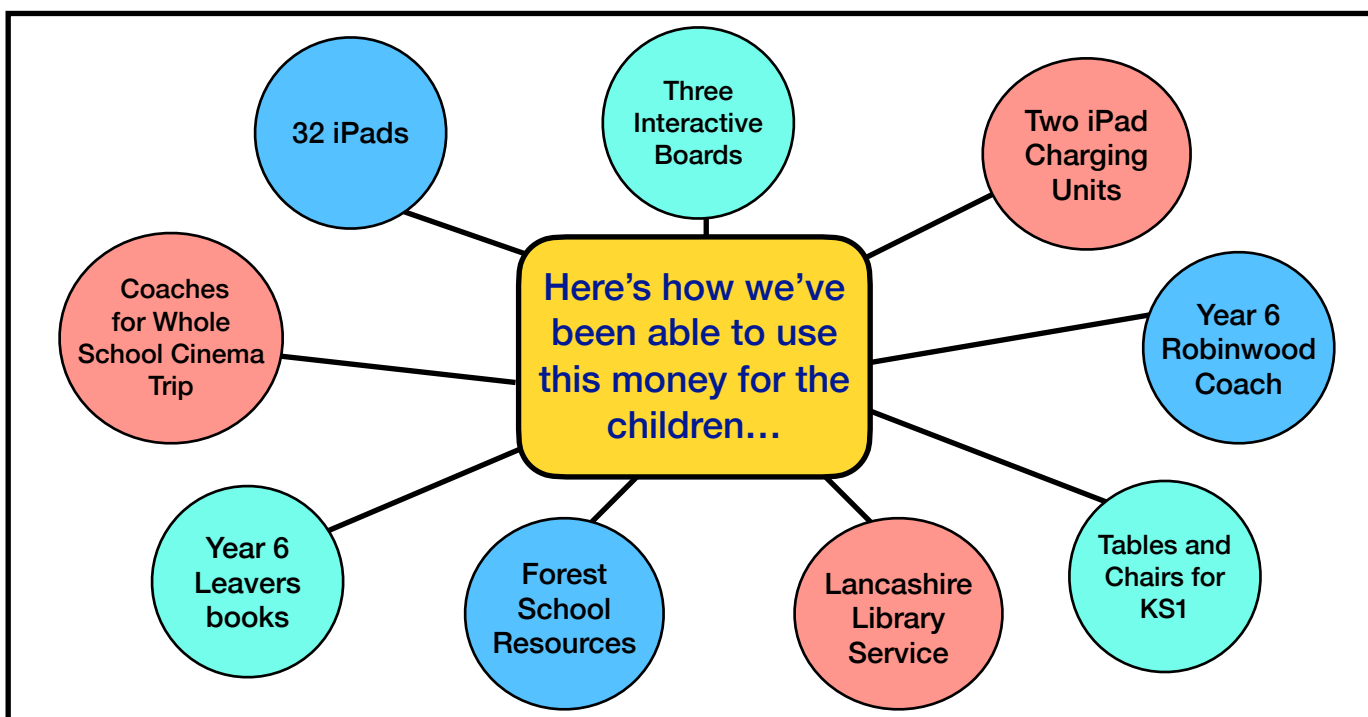 32 iPads
Three
Interactive
Boards
Two iPad
Charging
Units
Coaches
for Whole
School Cinema
Trip
Here’s how we’ve
been able to use
this money for the
children…
Year 6
Robinwood
Coach
Year 6
Leavers
books
Forest
School
Resources
Lancashire
Library
Service
Tables and
Chairs for
KS1